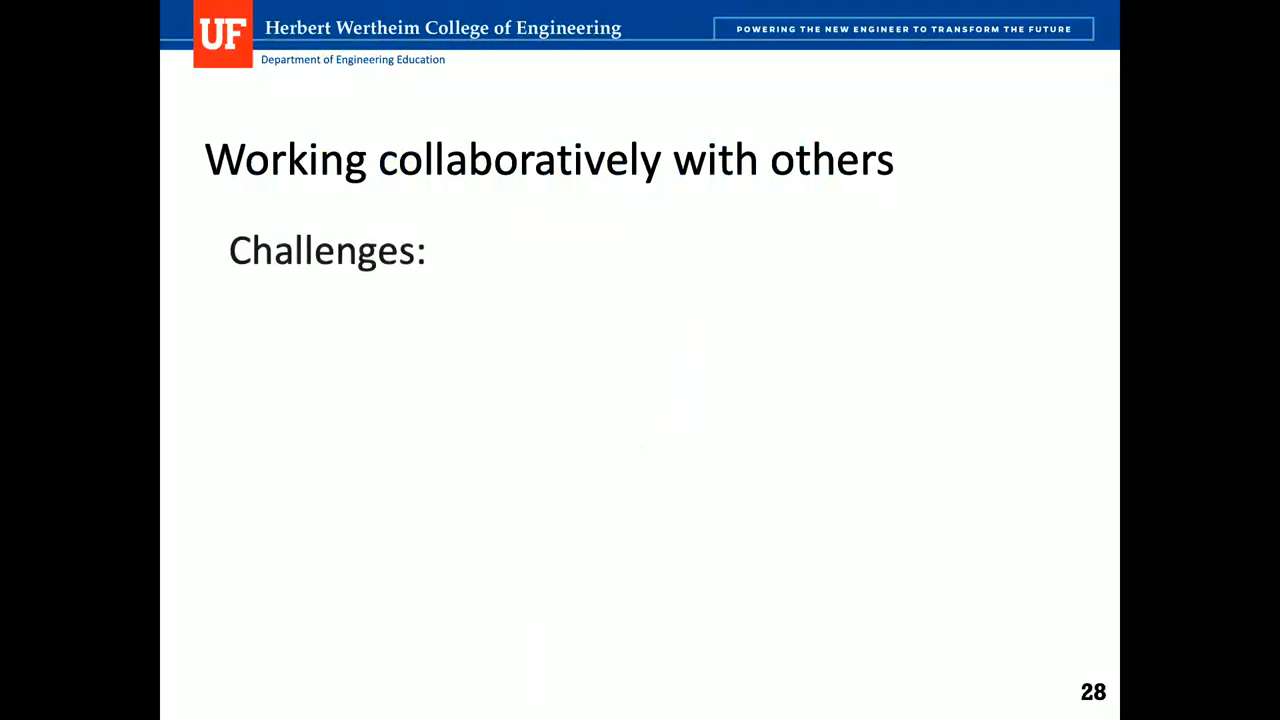 UF
Herbert Wertheim College of Engineering
POWERING THE NEW ENGINEER TO TRANSFORM THE FUTURE
Department of Engineering Education
Working collaboratively with others
Challenges:
28